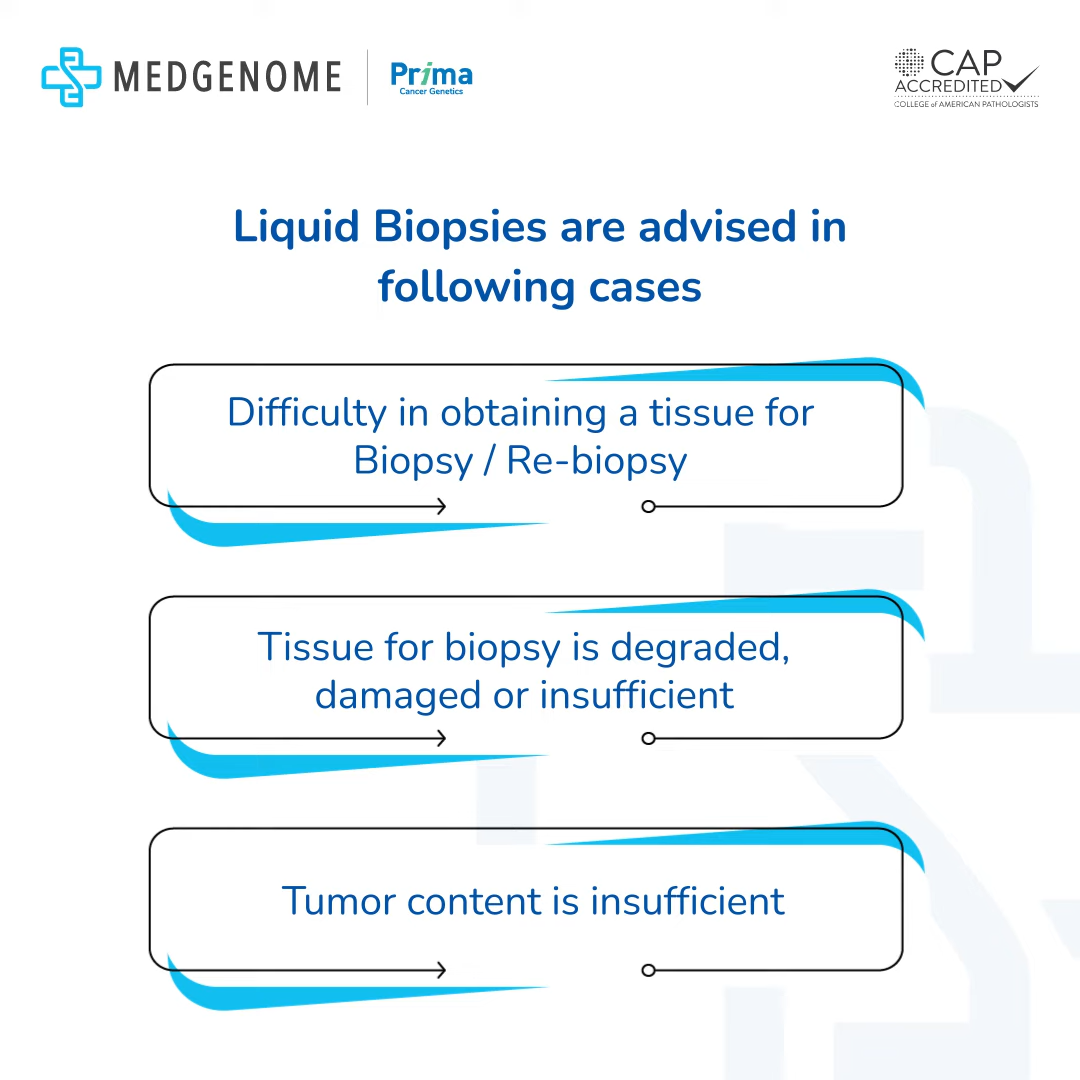 MEDGENOME
Prima
Cancer Genetics
CAP
ACCREDITED
COLLEGE of AMERICAN PATHOLOGISTS
Liquid Biopsies are advised in
following cases
Difficulty in obtaining a tissue for
Biopsy / Re-biopsy
Tissue for biopsy is degraded,
damaged or insufficient
Tumor content is insufficient